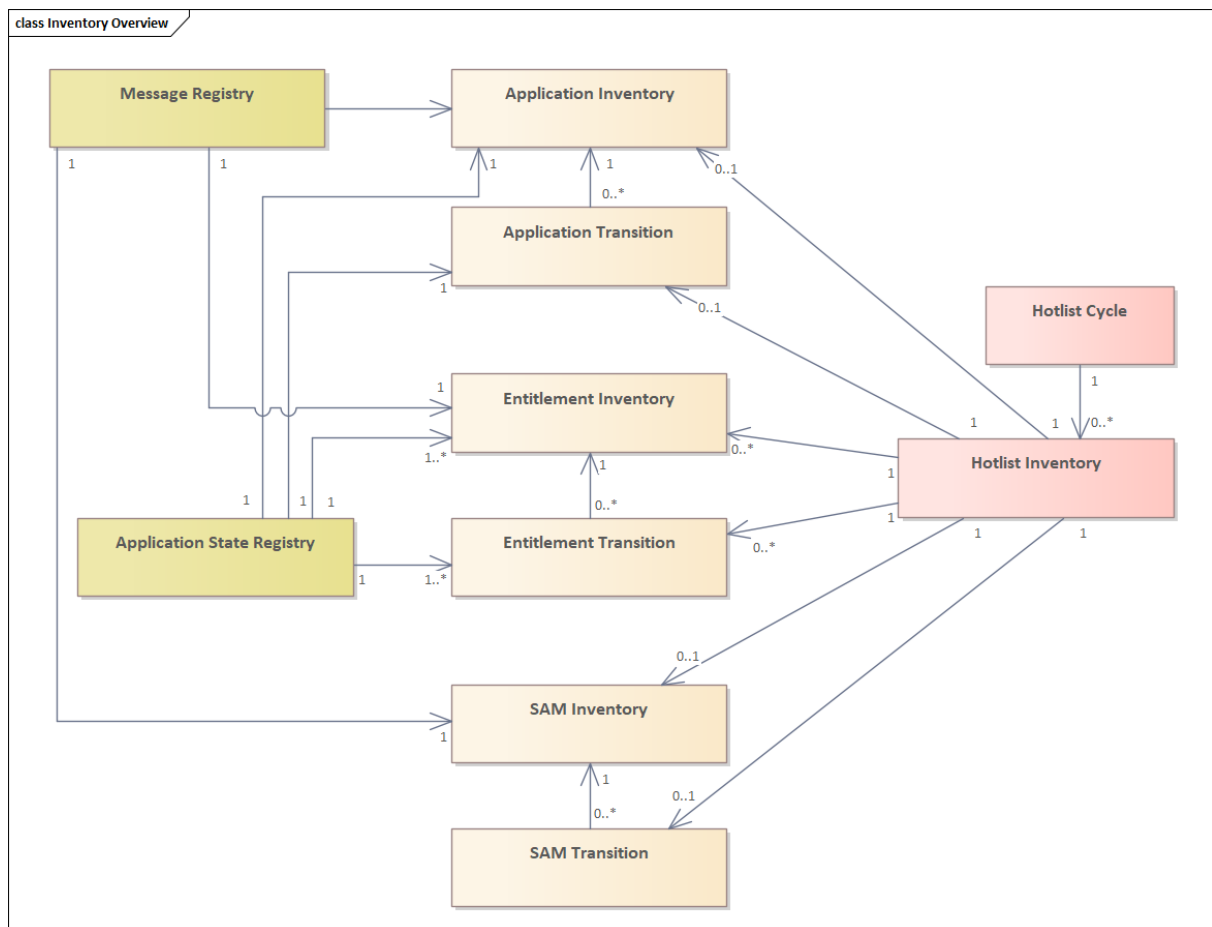 class Inventory Overview
Message Registry
Application Inventory
1
1
1
1
0..1
0..*
Application Transition
1
0..1
Hotlist Cycle
1
1
Entitlement Inventory
0..*
1
1
0..*
1..*
Hotlist Inventory
1
1
1
1
1
0..*
1
Application State Registry
Entitlement Transition
1
1
0..*
1
1..*
0..1
SAM Inventory
1
1
0..1
0..*
SAM Transition